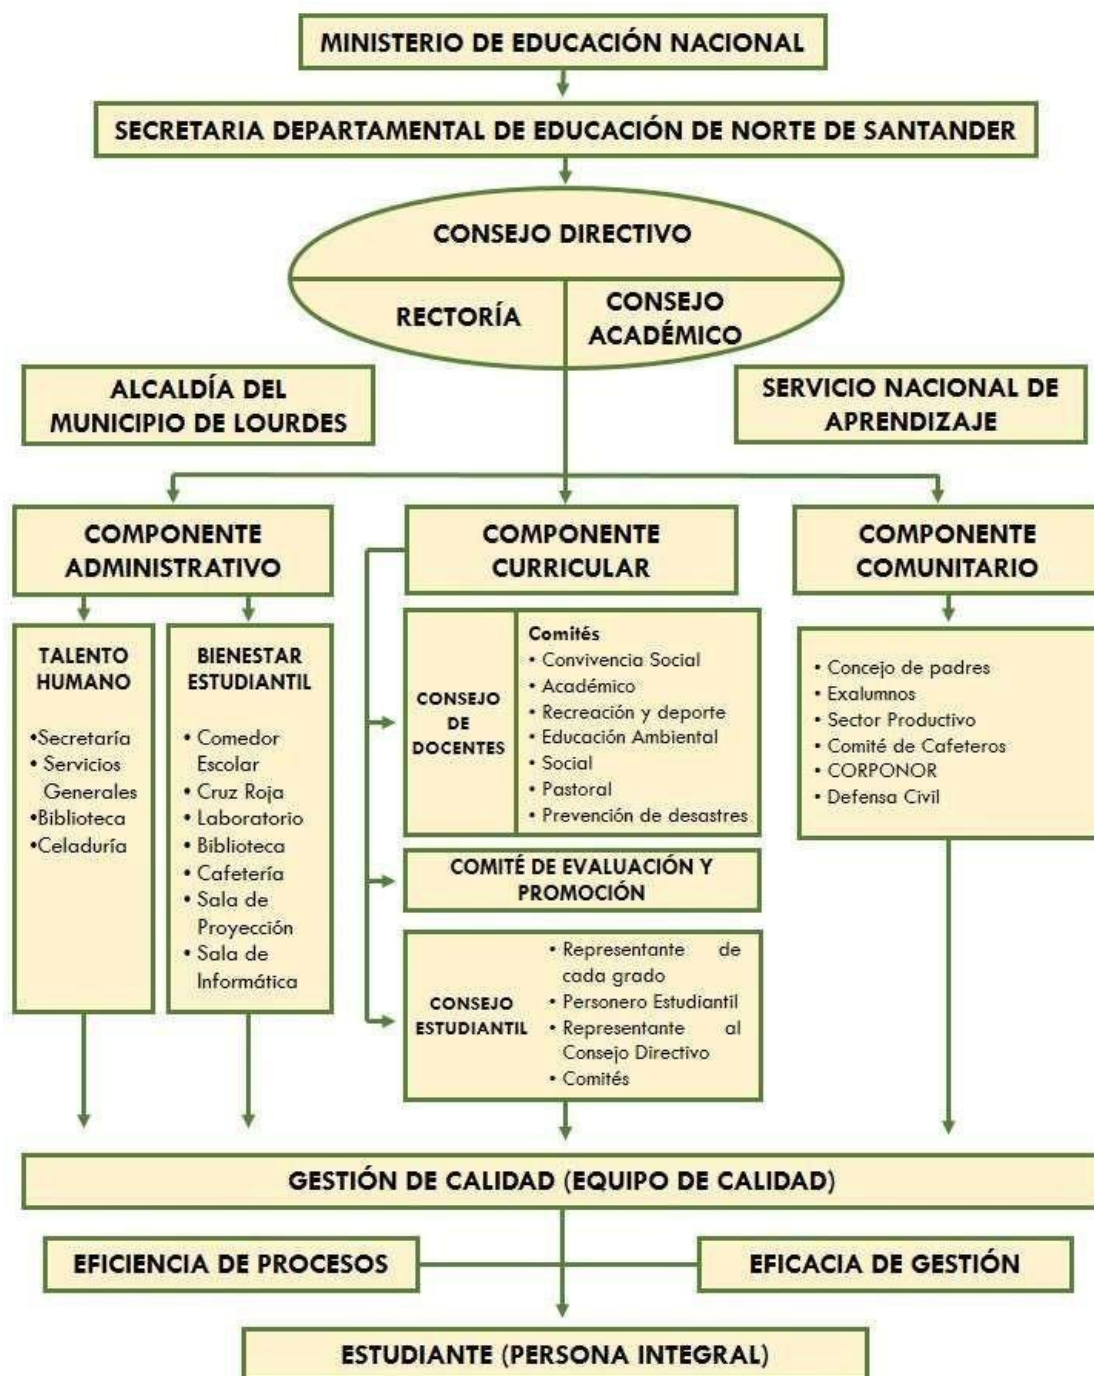 MINISTERIO DE EDUCACIÓN NACIONAL
SECRETARIA DEPARTAMENTAL DE EDUCACIÓN DE NORTE DE SANTANDER
CONSEJO DIRECTIVO
RECTORÍA
CONSEJO
ACADÉMICO
ALCALDÍA DEL
MUNICIPIO DE LOURDES
SERVICIO NACIONAL DE
APRENDIZAJE
COMPONENTE
ADMINISTRATIVO
COMPONENTE
CURRICULAR
COMPONENTE
COMUNITARIO
TALENTO
HUMANO
•Secretaría
• Servicios
Generales
•Biblioteca
•Celaduría
BIENESTAR
ESTUDIANTIL
• Comedor
Escolar
• Cruz Roja
• Laboratorio
• Biblioteca
• Cafetería
• Sala de
Proyección
• Sala de
Informática
CONSEJO
DE
DOCENTES
Comités
• Convivencia Social
• Académico
• Recreación y deporte
• Educación Ambiental
• Social
• Pastoral
• Prevención de desastres
COMITÉ DE EVALUACIÓN Y
PROMOCIÓN
CONSEJO
ESTUDIANTIL
• Representante de
cada grado
• Personero Estudiantil
• Representante al
Consejo Directivo
• Comités
• Concejo de padres
• Exalumnos
• Sector Productivo
• Comité de Cafeteros
• CORPONOR
• Defensa Civil
GESTIÓN DE CALIDAD (EQUIPO DE CALIDAD)
EFICIENCIA DE PROCESOS
EFICACIA DE GESTIÓN
ESTUDIANTE (PERSONA INTEGRAL)